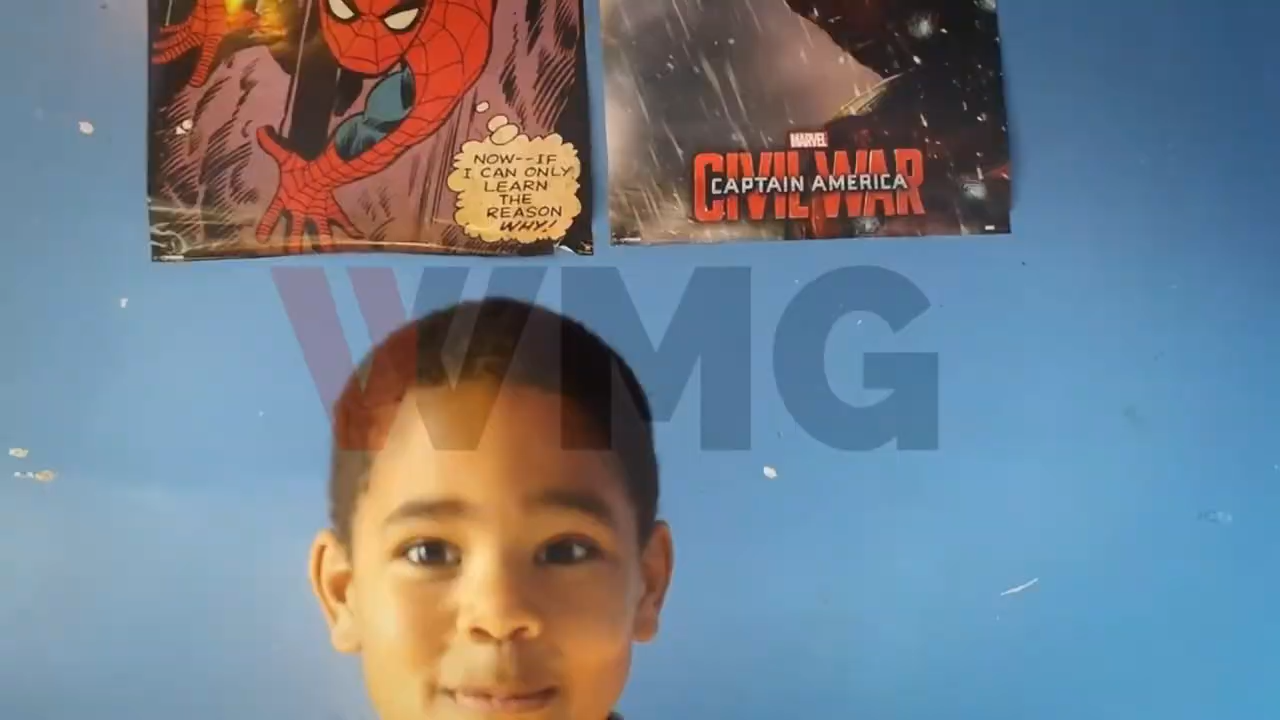 NOW--IF
I CAN ONLY
LEARN
THE
REASON
WHY!
MARVEL
CIVIL WAR
CAPTAIN AMERICA
WMG